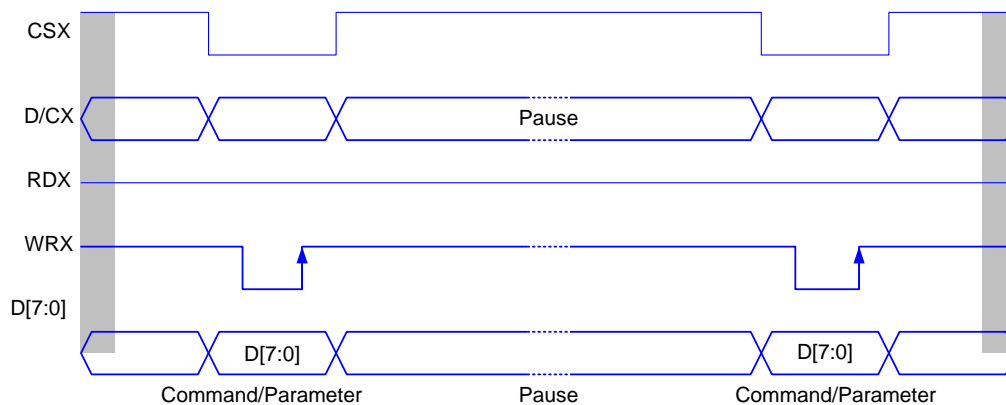 CSX
D/CX
Pause
RDX
WRX
D[7:0]
D[7:0]
D[7:0]
Command/Parameter
Pause
Command/Parameter